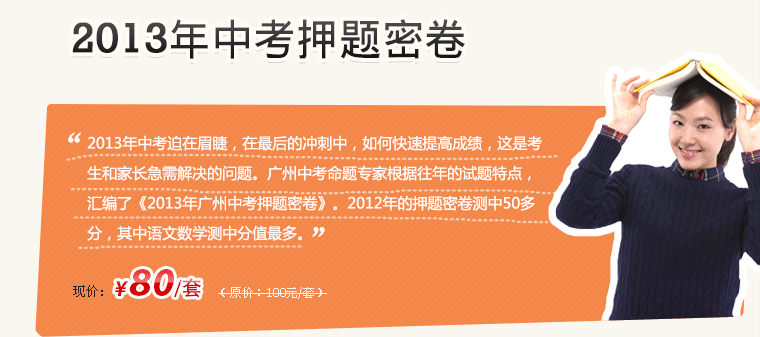 2013年中考押题密卷
“ 2013年中考迫在眉睫，在最后的冲刺中，如何快速提高成绩，这是考
生和家长急需解决的问题。广州中考命题专家根据往年的试题特点，
汇编了《2013年广州中考押题密卷》。2012年的押题密卷测中50多
分，其中语文数学测中分值最多。”
现价：¥80/套 （原价：100元/套）